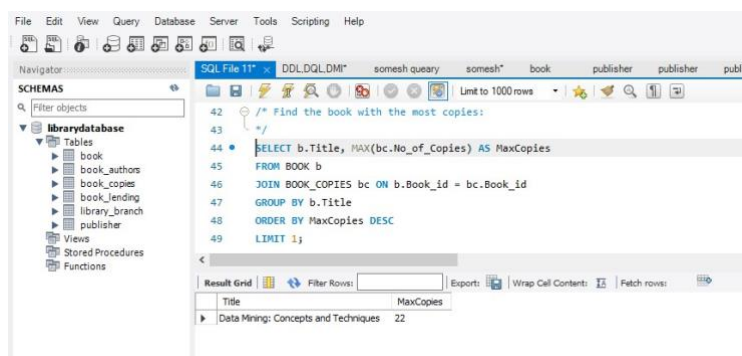 File Edit View Query Database Server Tools Scripting Help
Navigator
SCHEMAS
Filter objects
librarydatabase
Tables
book
book_authors
book_copies
book_lending
library_branch
publisher
Views
Stored Procedures
Functions
SQL File 11* DDL,DQL,DMl* somesh queary somesh* book publisher publisher publ
Limit to 1000 rows
42 /* Find the book with the most copies:
43 */
44 SELECT b.Title, MAX(bc.No_of_Copies) AS MaxCopies
45 FROM BOOK b
46 JOIN BOOK_COPIES bc ON b.Book_id = bc.Book_id
47 GROUP BY b.Title
48 ORDER BY MaxCopies DESC
49 LIMIT 1;
Result Grid Filter Rows: Export: Wrap Cell Content: Fetch rows:
Title MaxCopies
Data Mining: Concepts and Techniques 22